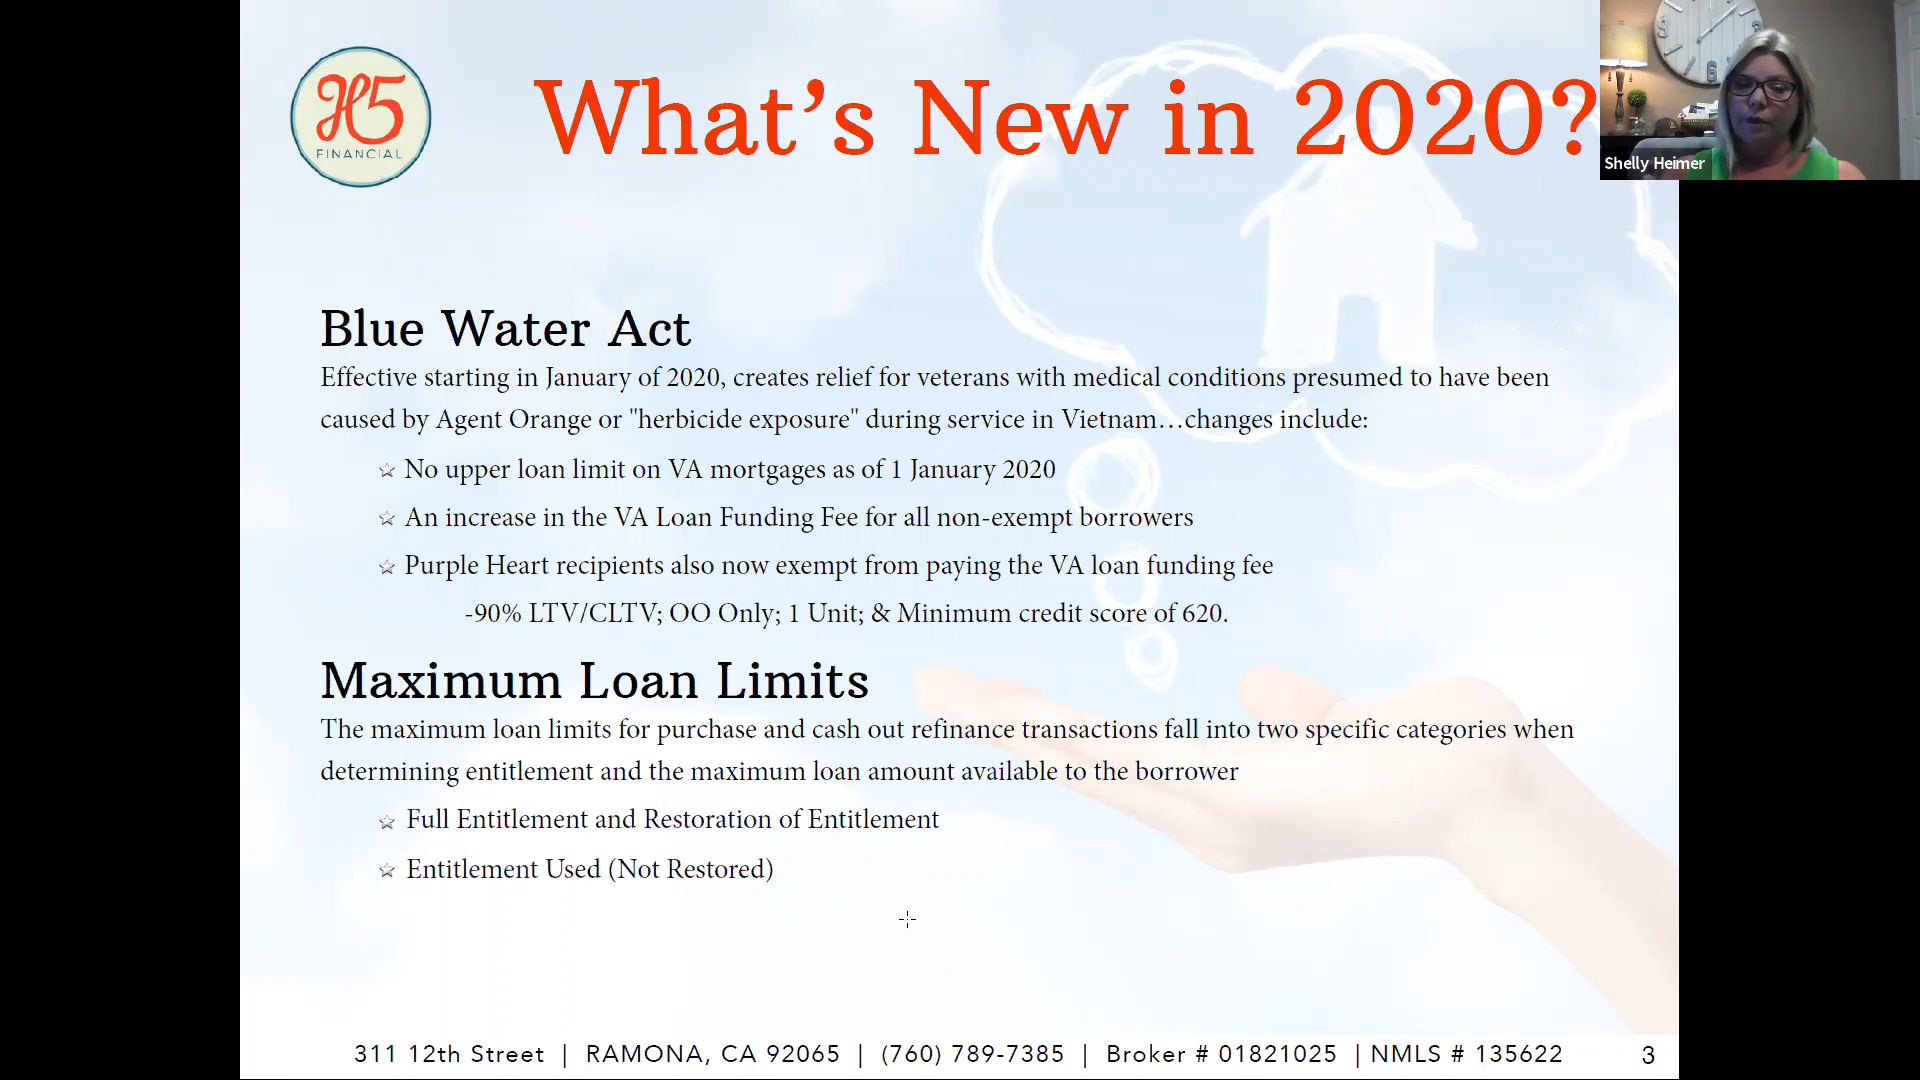 H5
FINANCIAL
What’s New in 2020?
9
6
Shelly Heimer
Blue Water Act
Effective starting in January of 2020, creates relief for veterans with medical conditions presumed to have been
caused by Agent Orange or "herbicide exposure" during service in Vietnam…changes include:
☆ No upper loan limit on VA mortgages as of 1 January 2020
☆ An increase in the VA Loan Funding Fee for all non-exempt borrowers
☆ Purple Heart recipients also now exempt from paying the VA loan funding fee
-90% LTV/CLTV; OO Only; 1 Unit; & Minimum credit score of 620.
Maximum Loan Limits
The maximum loan limits for purchase and cash out refinance transactions fall into two specific categories when
determining entitlement and the maximum loan amount available to the borrower
☆ Full Entitlement and Restoration of Entitlement
☆ Entitlement Used (Not Restored)
311 12th Street | RAMONA, CA 92065 | (760) 789-7385 | Broker # 01821025 | NMLS # 135622
3